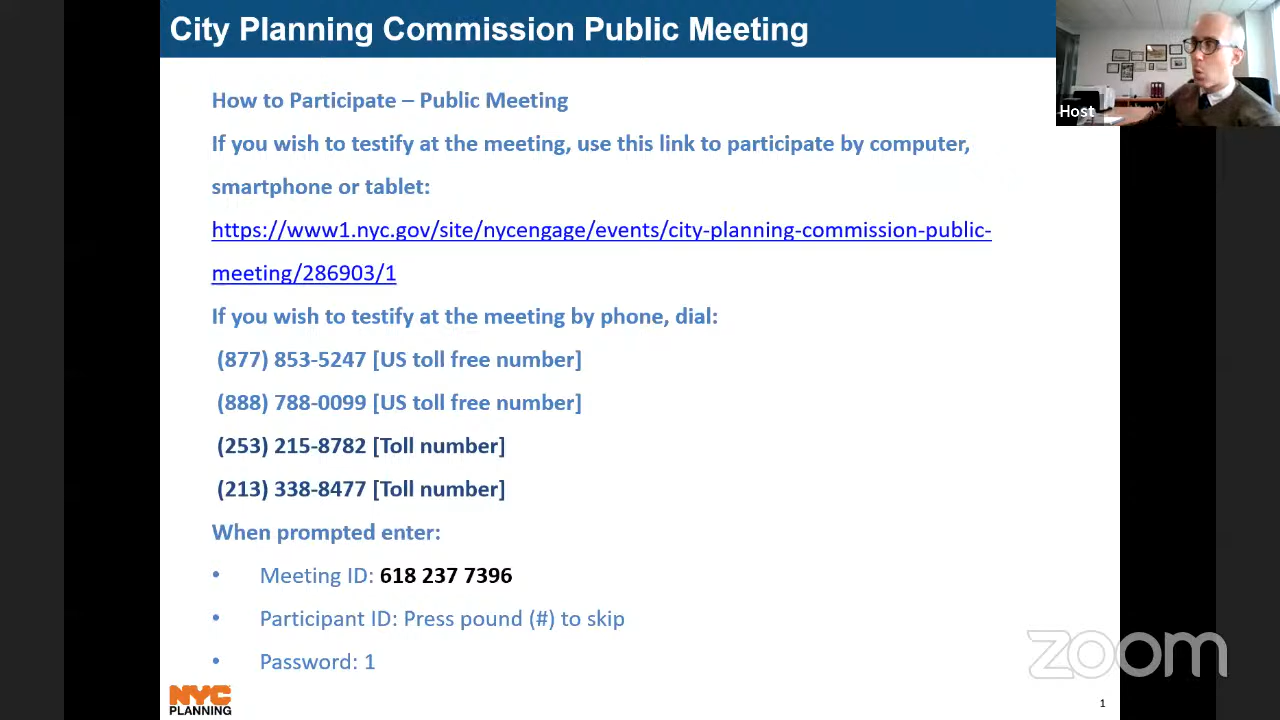 City Planning Commission Public Meeting
Host
How to Participate – Public Meeting
If you wish to testify at the meeting, use this link to participate by computer,
smartphone or tablet:
https://www1.nyc.gov/site/nycengage/events/city-planning-commission-public-
meeting/286903/1
If you wish to testify at the meeting by phone, dial:
(877) 853-5247 [US toll free number]
(888) 788-0099 [US toll free number]
(253) 215-8782 [Toll number]
(213) 338-8477 [Toll number]
When prompted enter:
• Meeting ID: 618 237 7396
• Participant ID: Press pound (#) to skip
• Password: 1
zoom
NYC
PLANNING
1